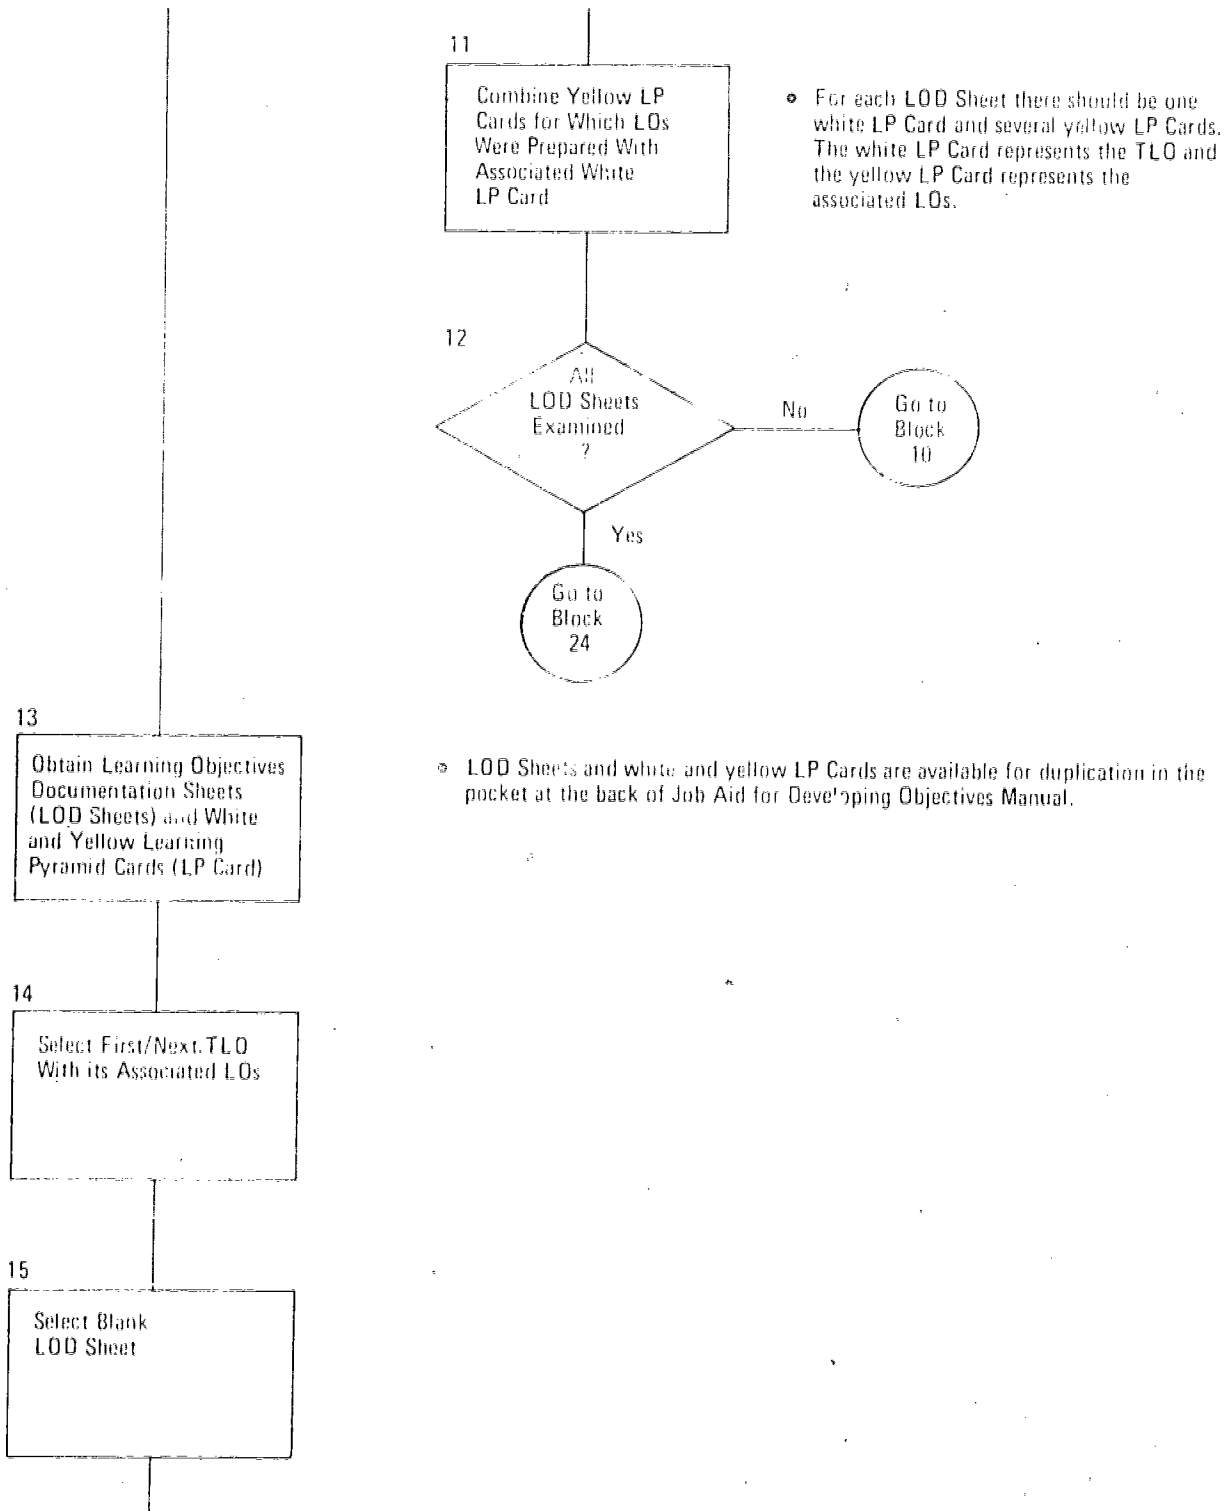 11
Combine Yellow LP
Cards for Which LOs
Were Prepared With
Associated White
LP Card
• For each LOD Sheet there should be one
white LP Card and several yellow LP Cards.
The white LP Card represents the TLO and
the yellow LP Card represents the
associated LOs.
12
All
LOD Sheets
Examined
?
No
Go to
Block
10
Yes
Go to
Block
24
13
Obtain Learning Objectives
Documentation Sheets
(LOD Sheets) and White
and Yellow Learning
Pyramid Cards (LP Card)
• LOD Sheets and white and yellow LP Cards are available for duplication in the
pocket at the back of Job Aid for Developing Objectives Manual.
14
Select First/Next TLO
With its Associated LOs
15
Select Blank
LOD Sheet